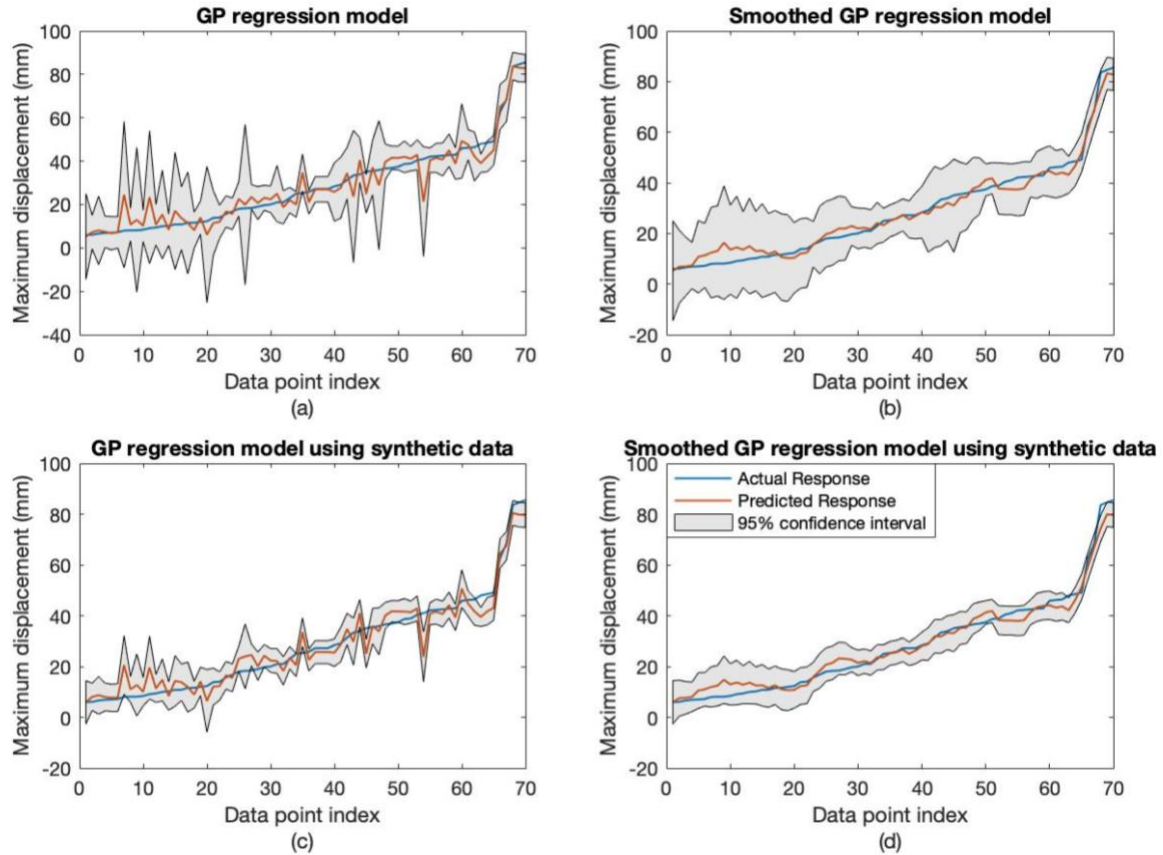 GP regression model
Maximum displacement (mm)
100
80
60
40
20
0
-20
-40
0 10 20 30 40 50 60 70
Data point index
(a)
Smoothed GP regression model
Maximum displacement (mm)
100
80
60
40
20
0
-20
0 10 20 30 40 50 60 70
Data point index
(b)
GP regression model using synthetic data
Maximum displacement (mm)
100
80
60
40
20
0
-20
0 10 20 30 40 50 60 70
Data point index
(c)
Smoothed GP regression model using synthetic data
Maximum displacement (mm)
100
80
60
40
20
0
-20
Actual Response
Predicted Response
95% confidence interval
0 10 20 30 40 50 60 70
Data point index
(d)